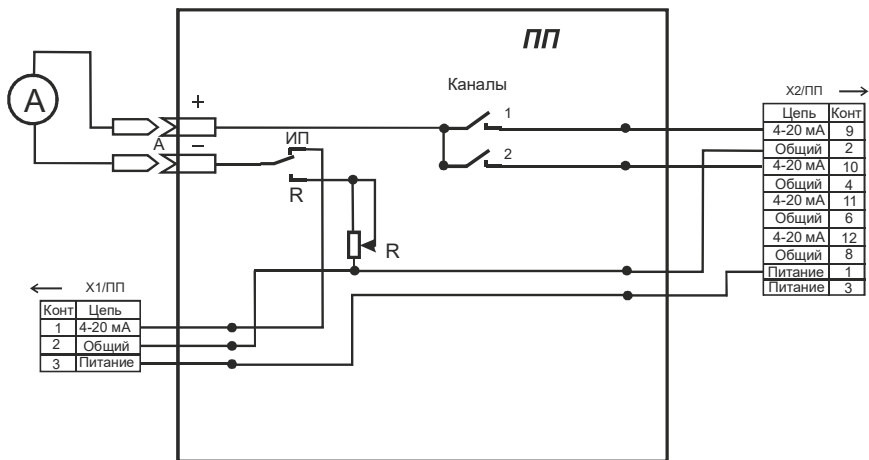 ПП
Каналы
A
+
1
A
−
ИП
2
R
R
X2/ПП
Цепь Конт
4-20 мА 9
Общий 2
4-20 мА 10
Общий 4
4-20 мА 11
Общий 6
4-20 мА 12
Общий 8
Питание 1
Питание 3
X1/ПП
Конт Цепь
1 4-20 мА
2 Общий
3 Питание